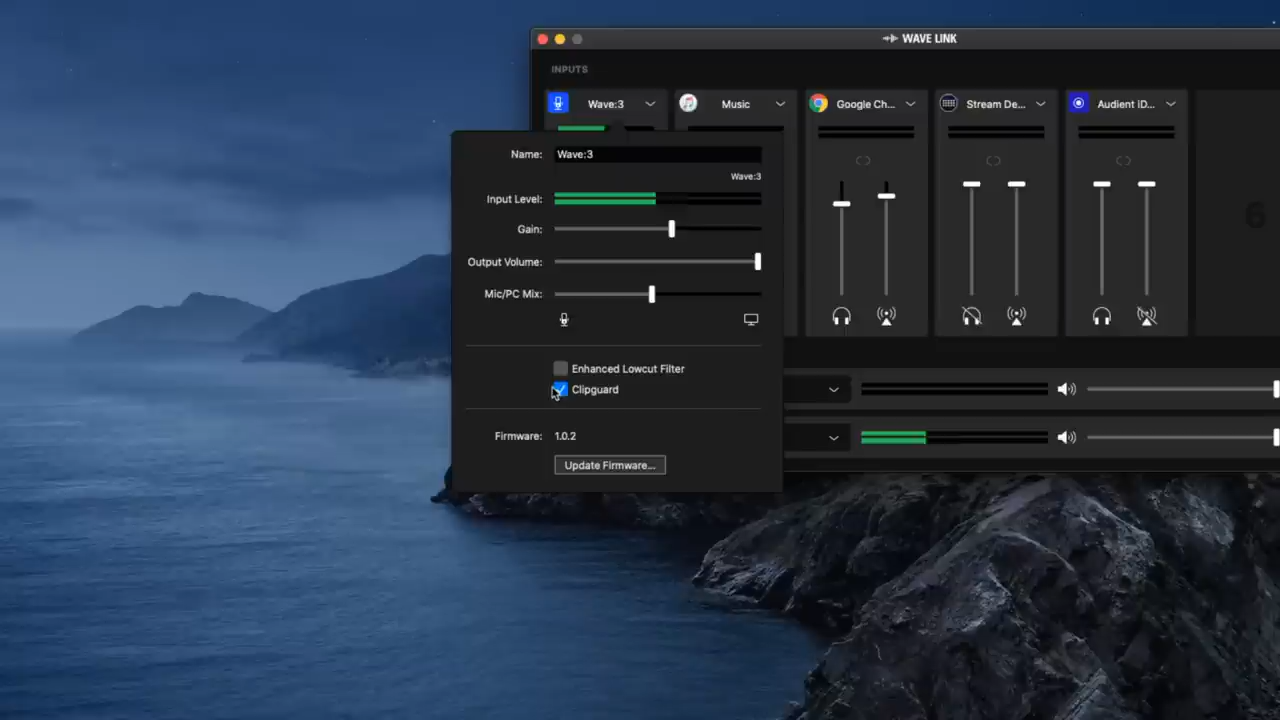 WAVE LINK
INPUTS
Wave:3
Music
Google Ch...
Stream De...
Audient iD...
Name: Wave:3
Wave:3
Input Level:
Gain:
Output Volume:
Mic/PC Mix:
Enhanced Lowcut Filter
Clipguard
Firmware: 1.0.2
Update Firmware...
6